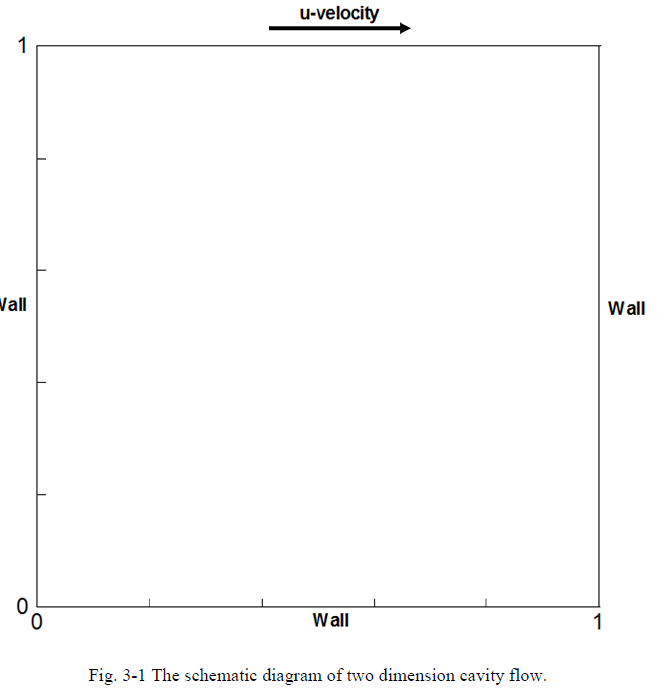 u-velocity
1
Wall
Wall
0
0
Wall
1
Fig. 3-1 The schematic diagram of two dimension cavity flow.